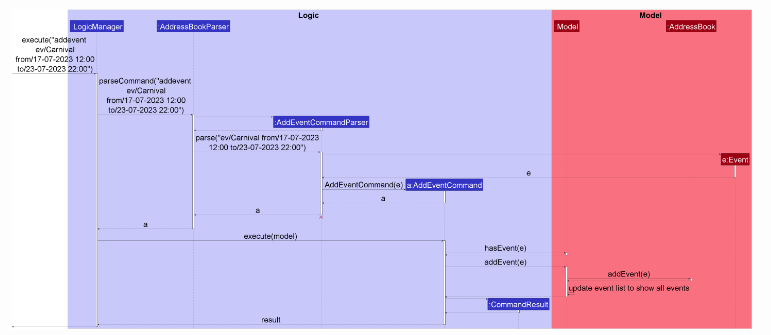 Logic
Model
LogicManager
AddressBookParser
Model
AddressBook
execute("addevent
ev/Carnival
from/17-07-2023 12:00
to/23-07-2023 22:00")
parseCommand("addevent
ev/Carnival
from/17-07-2023 12:00
to/23-07-2023 22:00")
:AddEventCommandParser
parse("ev/Carnival from/17-07-2023
12:00 to/23-07-2023 22:00")
e:Event
e
AddEventCommand(e)
a:AddEventCommand
a
a
a
execute(model)
hasEvent(e)
addEvent(e)
addEvent(e)
update event list to show all events
:CommandResult
result